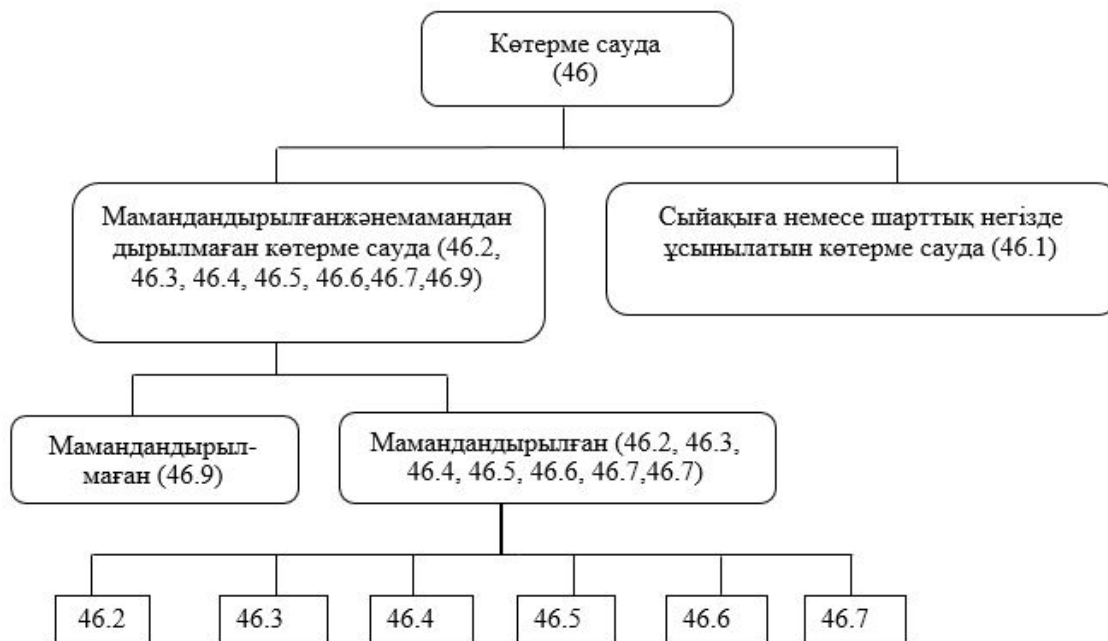 Көтерме сауда
(46)
Мамандандырылғанжәнемамандан
дырылмаған көтерме сауда (46.2,
46.3, 46.4, 46.5, 46.6,46.7,46.9)
Сыйақыға немесе шарттық негізде
ұсынылатын көтерме сауда (46.1)
Мамандандырыл-
маған (46.9)
Мамандандырылған (46.2, 46.3,
46.4, 46.5, 46.6, 46.7,46.7)
46.2
46.3
46.4
46.5
46.6
46.7